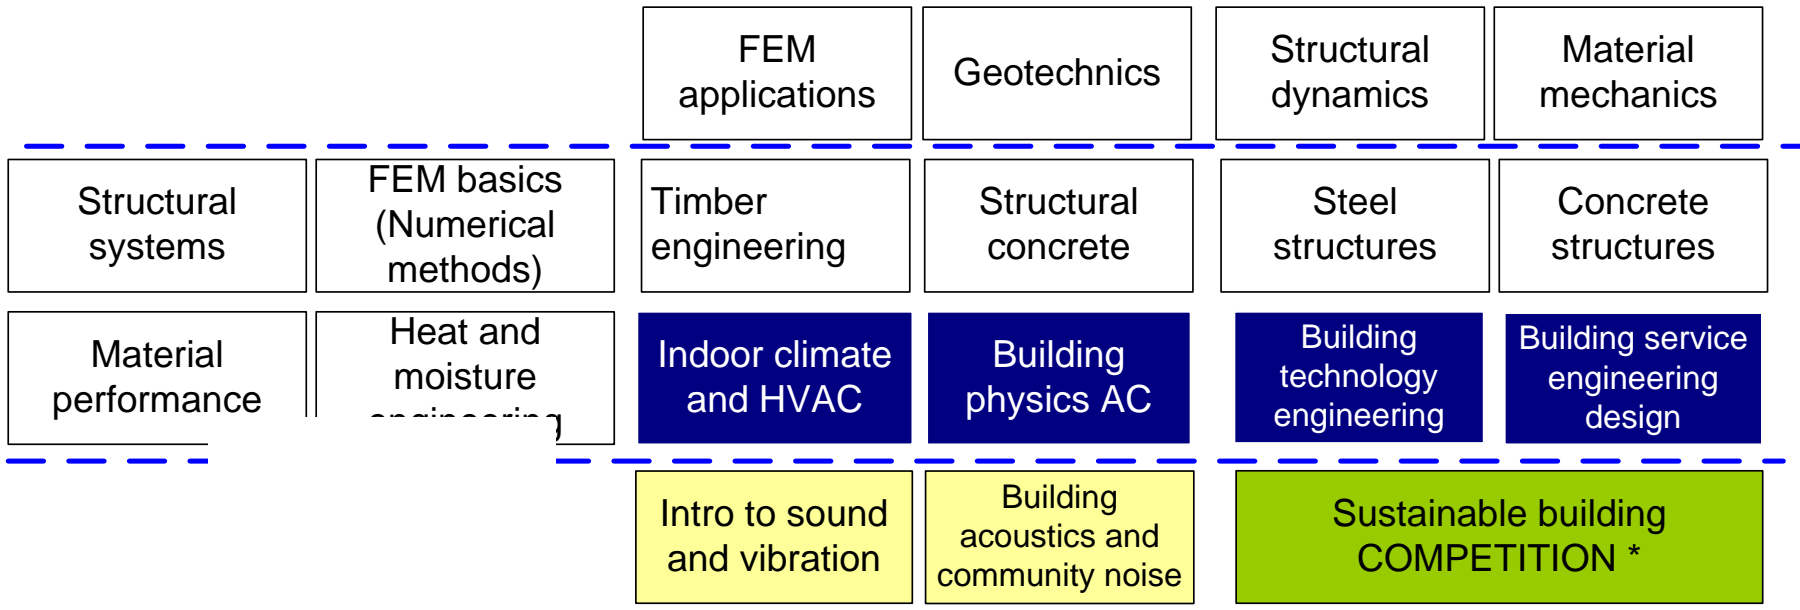 FEM
applications
Geotechnics
Structural
dynamics
Material
mechanics
Structural
systems
FEM basics
(Numerical
methods)
Timber
engineering
Structural
concrete
Steel
structures
Concrete
structures
Material
performance
Heat and
moisture
engineering
Indoor climate
and HVAC
Building
physics AC
Building
technology
engineering
Building service
engineering
design
Intro to sound
and vibration
Building
acoustics and
community noise
Sustainable building
COMPETITION *